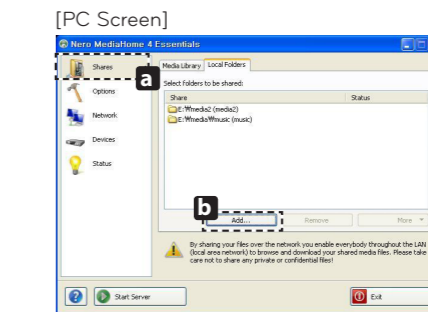 [PC Screen]
Nero MediaHome 4 Essentials
Shares
Options
Network
Devices
Status
a
Media Library Local Folders
Select folders to be shared:
Share Status
E:₩media2 (media2)
E:₩media₩music (music)
b
Add... Remove More
By sharing your files over the network you enable everybody throughout the LAN
(local area network) to browse and download your shared media files. Please take
care not to share any private or confidential files!
? Start Server Exit